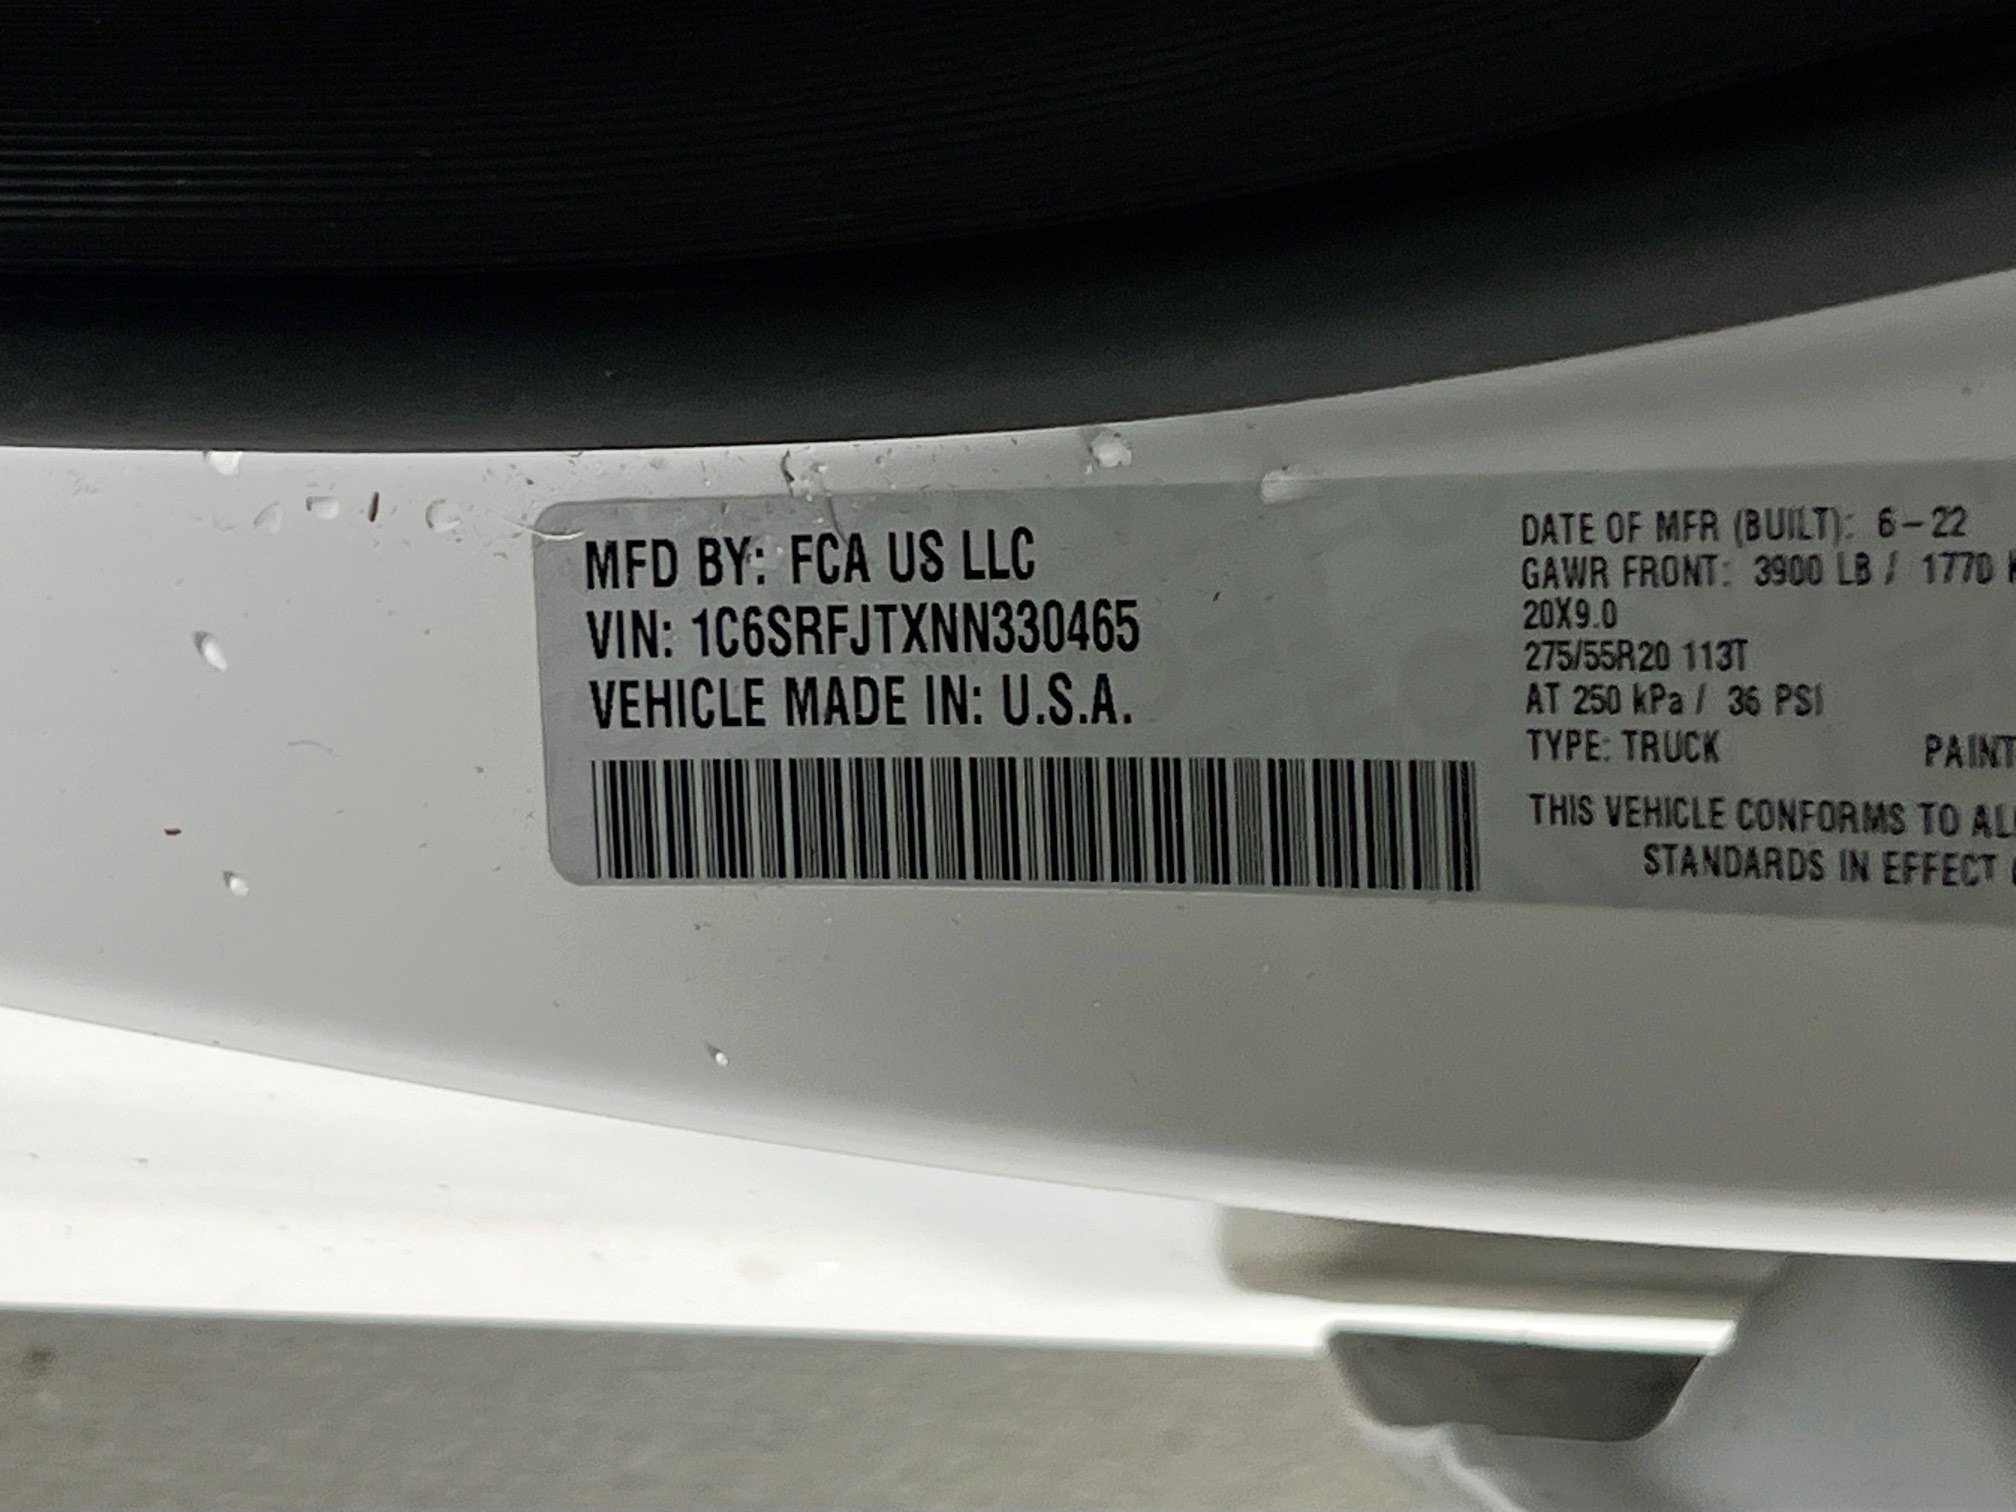 MFD BY: FCA US LLC
VIN: 1C6SRFJTXNN330465
VEHICLE MADE IN: U.S.A.
DATE OF MFR (BUILT): 6-22
GAWR FRONT: 3900 LB / 1770
20X9.0
275/55R20 113T
AT 250 kPa / 36 PSI
TYPE: TRUCK PAINT
THIS VEHICLE CONFORMS TO
STANDARDS IN EFFECT